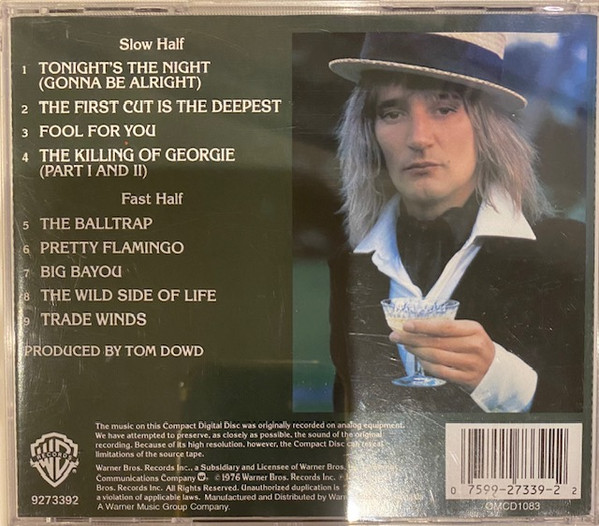 Slow Half
1 TONIGHT'S THE NIGHT
(GONNA BE ALRIGHT)
2 THE FIRST CUT IS THE DEEPEST
3 FOOL FOR YOU
4 THE KILLING OF GEORGIE
(PART I AND II)
Fast Half
5 THE BALLTRAP
6 PRETTY FLAMINGO
7 BIG BAYOU
8 THE WILD SIDE OF LIFE
9 TRADE WINDS
PRODUCED BY TOM DOWD
The music on this Compact Digital Disc was originally recorded on analog equipment.
We have attempted to preserve, as closely as possible, the sound of the original
recording. Because of its high resolution, however, the Compact Disc can reveal
limitations of the source tape.
Warner Bros. Records Inc., a Subsidiary and Licensee of Warner Bros.
Communications Company. ©1976 Warner Bros. Records Inc.
Bros. Records Inc. All Rights Reserved. Unauthorized duplication is
a violation of applicable laws. Manufactured and Distributed by
A Warner Music Group Company.
WB
RECORDS
9273392
0 7599-27339-2 2
CMCD1083